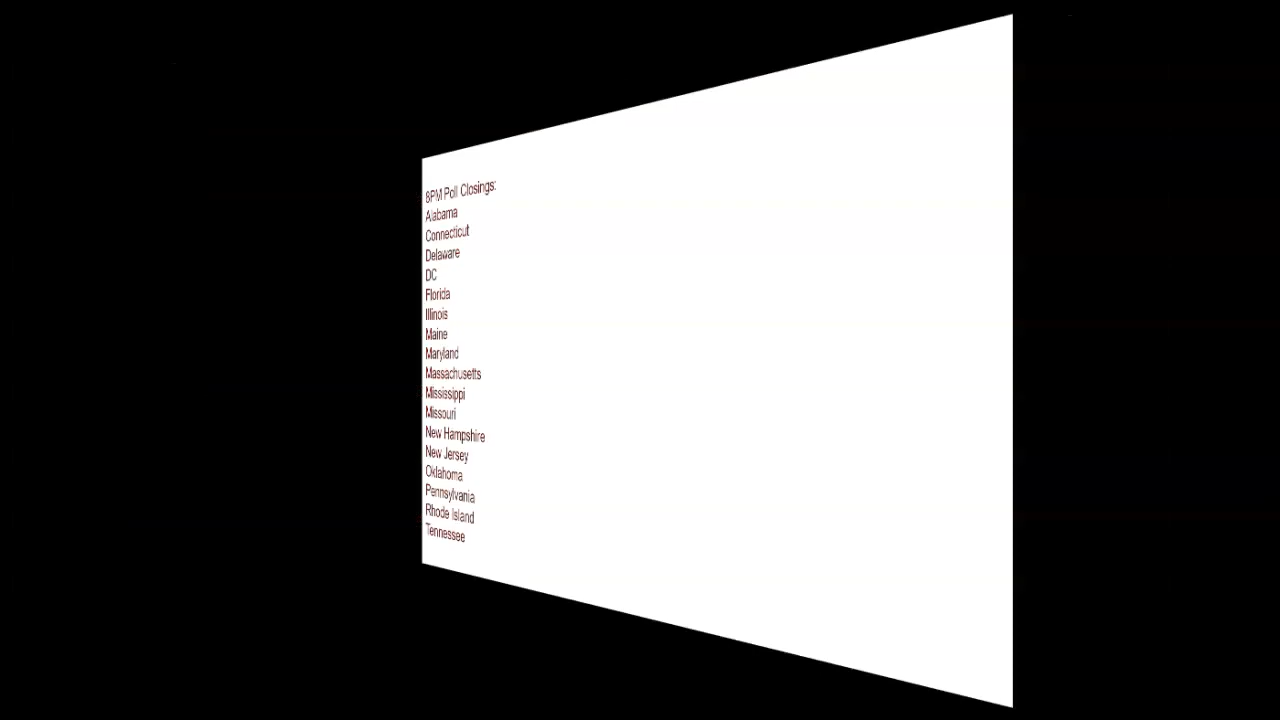 8PM Poll Closings:
Alabama
Connecticut
Delaware
DC
Florida
Illinois
Maine
Maryland
Massachusetts
Mississippi
Missouri
New Hampshire
New Jersey
Oklahoma
Pennsylvania
Rhode Island
Tennessee